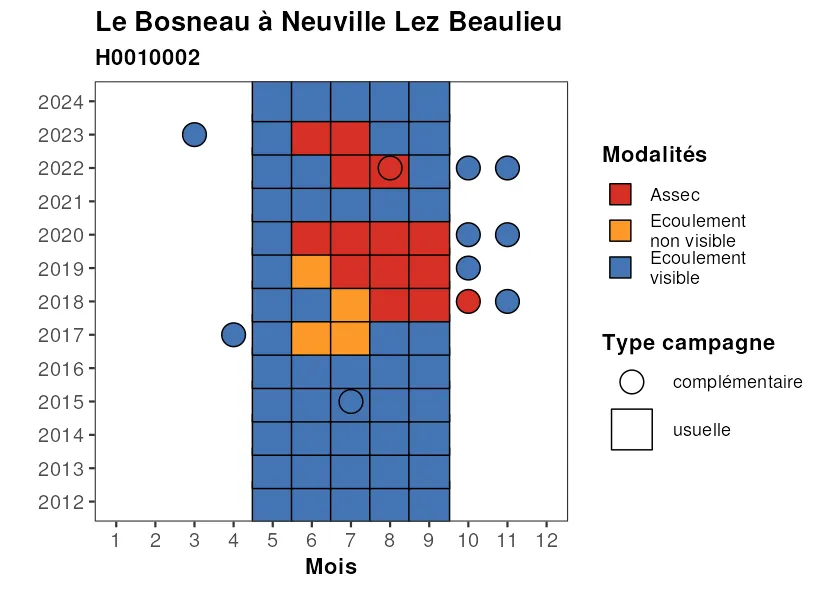 Le Bosneau à Neuville Lez Beaulieu
H0010002
2024
2023
2022
2021
2020
2019
2018
2017
2016
2015
2014
2013
2012
1 2 3 4 5 6 7 8 9 10 11 12
Mois
Modalités
Assec
Ecoulement
non visible
Ecoulement
visible
Type campagne
complémentaire
usuelle